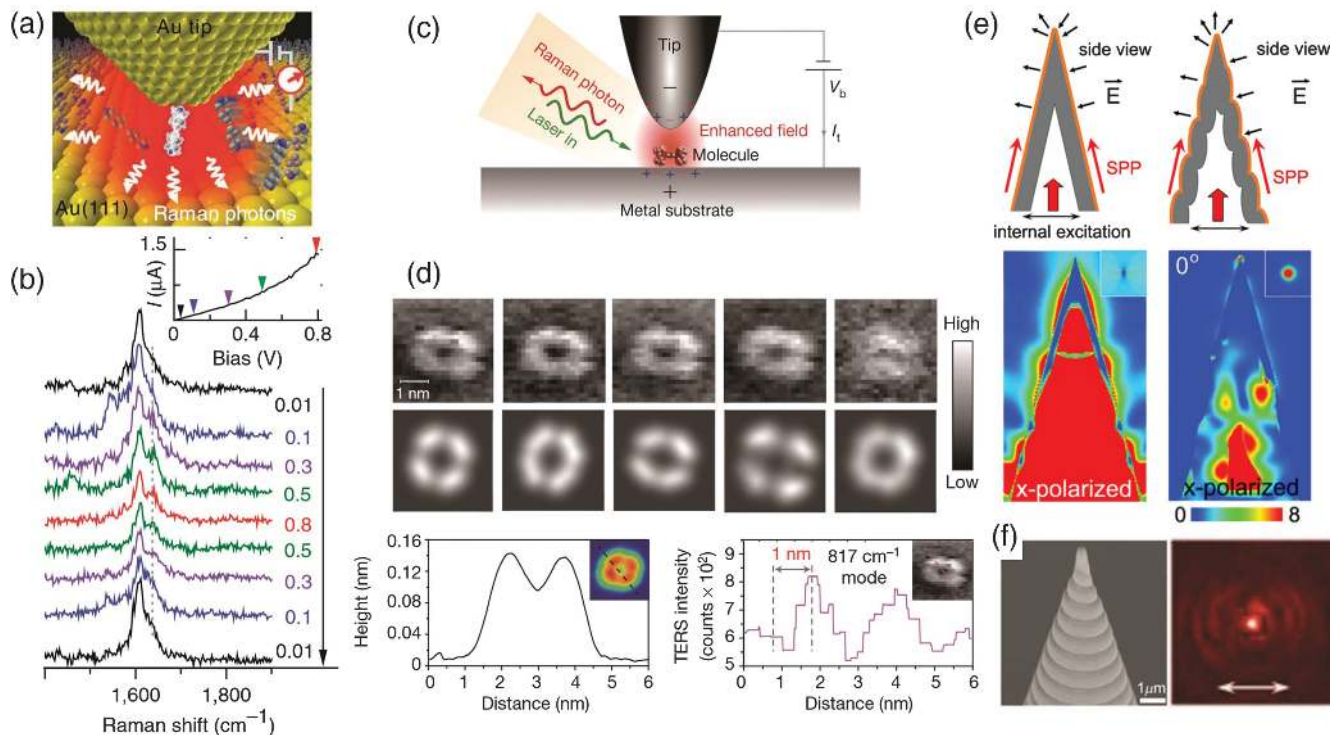 (a)
Au tip
Au(111)
Raman photons
(b)
1.5
I (μA)
0
0
0.4
0.8
Bias (V)
0.01
0.1
0.3
0.5
0.8
0.5
0.3
0.1
0.01
1,600
1,800
Raman shift (cm⁻¹)
(c)
Tip
−
Raman photon
Laser in
Enhanced field
Molecule
+ +
+ + + +
+
Metal substrate
V_b
I_t
(d)
1 nm
High
Low
0.16
0.12
0.08
0.04
0
Height (nm)
0 1 2 3 4 5 6
Distance (nm)
9
8
7
6
5
TERS intensity
(counts × 10²)
1 nm
817 cm⁻¹
mode
0 1 2 3 4 5 6
Distance (nm)
(e)
side view
E
SPP
internal excitation
side view
E
SPP
x-polarized
0°
x-polarized
0
8
(f)
1μm